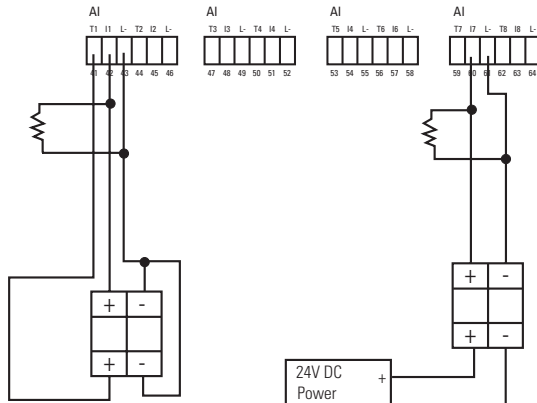 AI AI AI AI
T1 I1 L- T2 I2 L- T3 I3 L- T4 I4 L- T5 I4 L- T6 I6 L- T7 I7 L- T8 I8 L-
41 42 43 44 45 46 47 48 49 50 51 52 53 54 55 56 57 58 59 60 61 62 63 64
+ - + -
+ - + -
24V DC +
Power